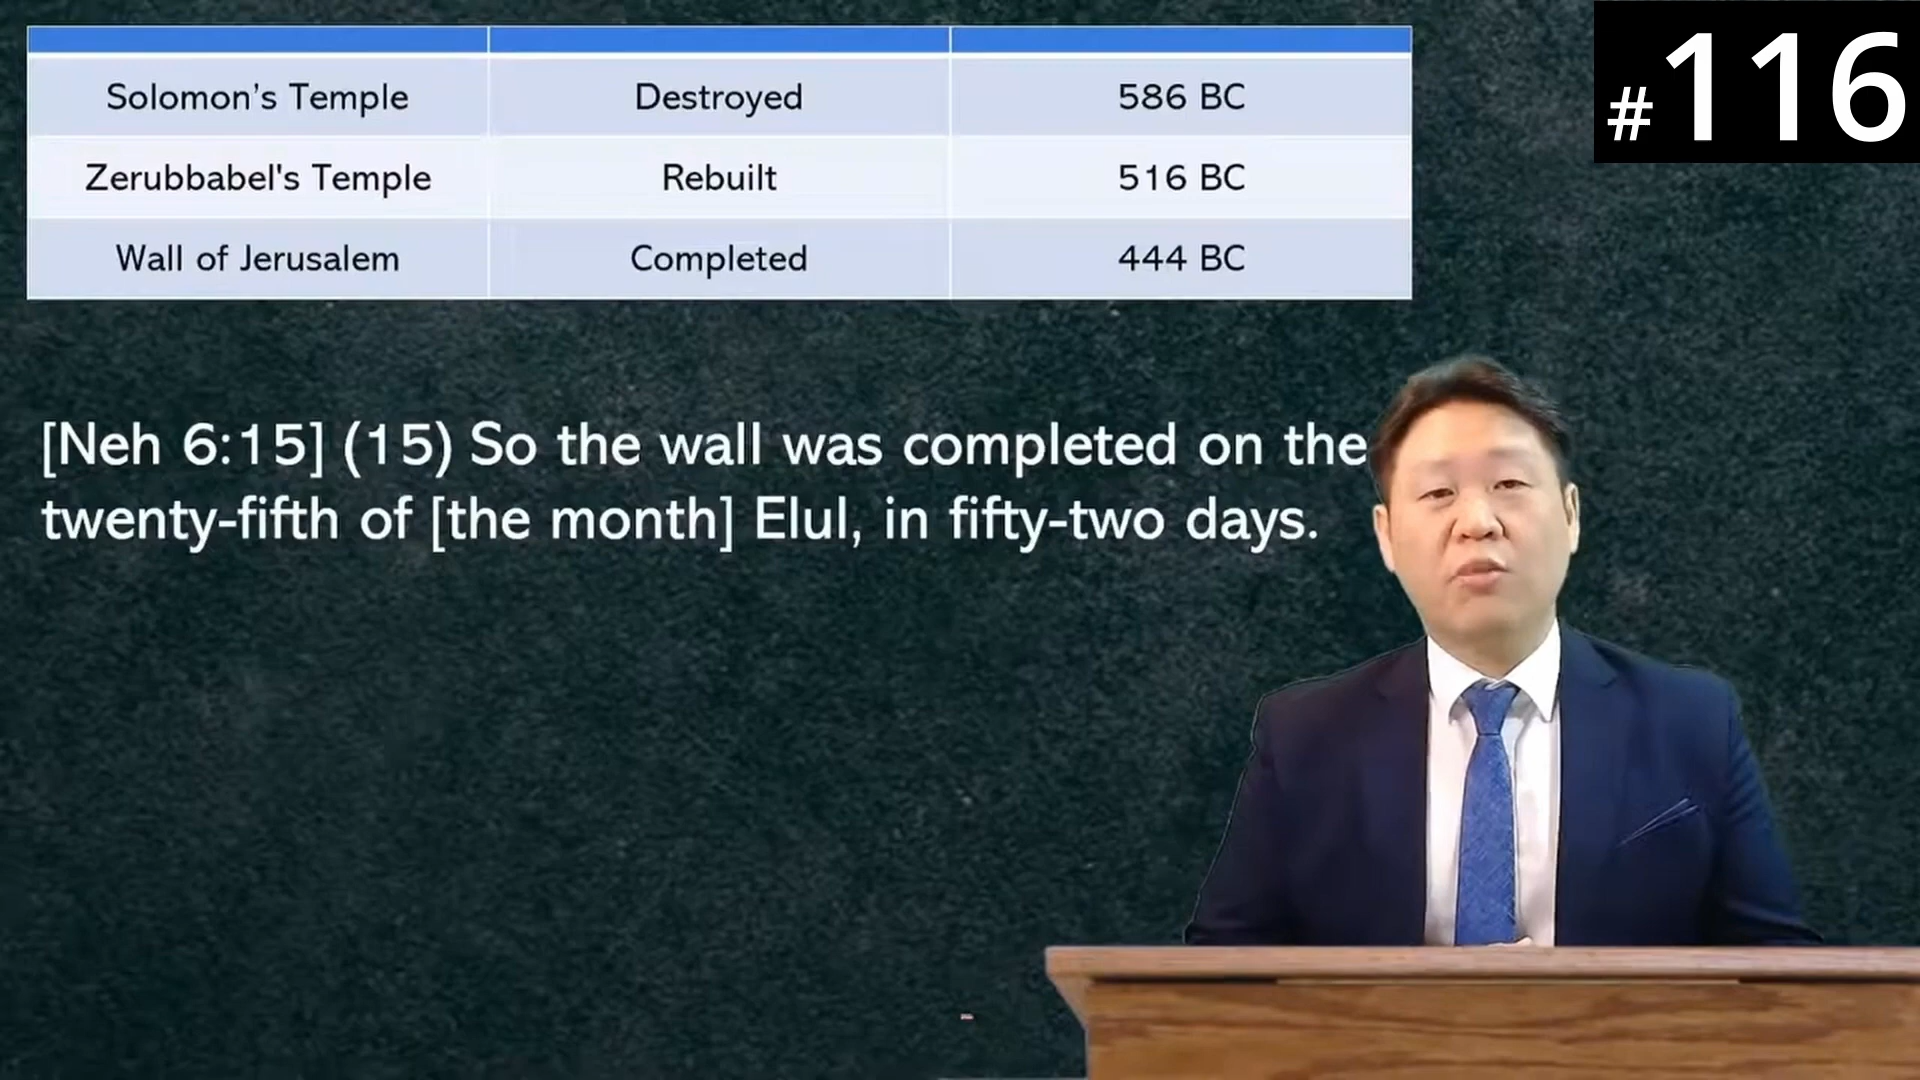 #116
Solomon’s Temple Destroyed 586 BC
Zerubbabel's Temple Rebuilt 516 BC
Wall of Jerusalem Completed 444 BC
[Neh 6:15] (15) So the wall was completed on the
twenty-fifth of [the month] Elul, in fifty-two days.